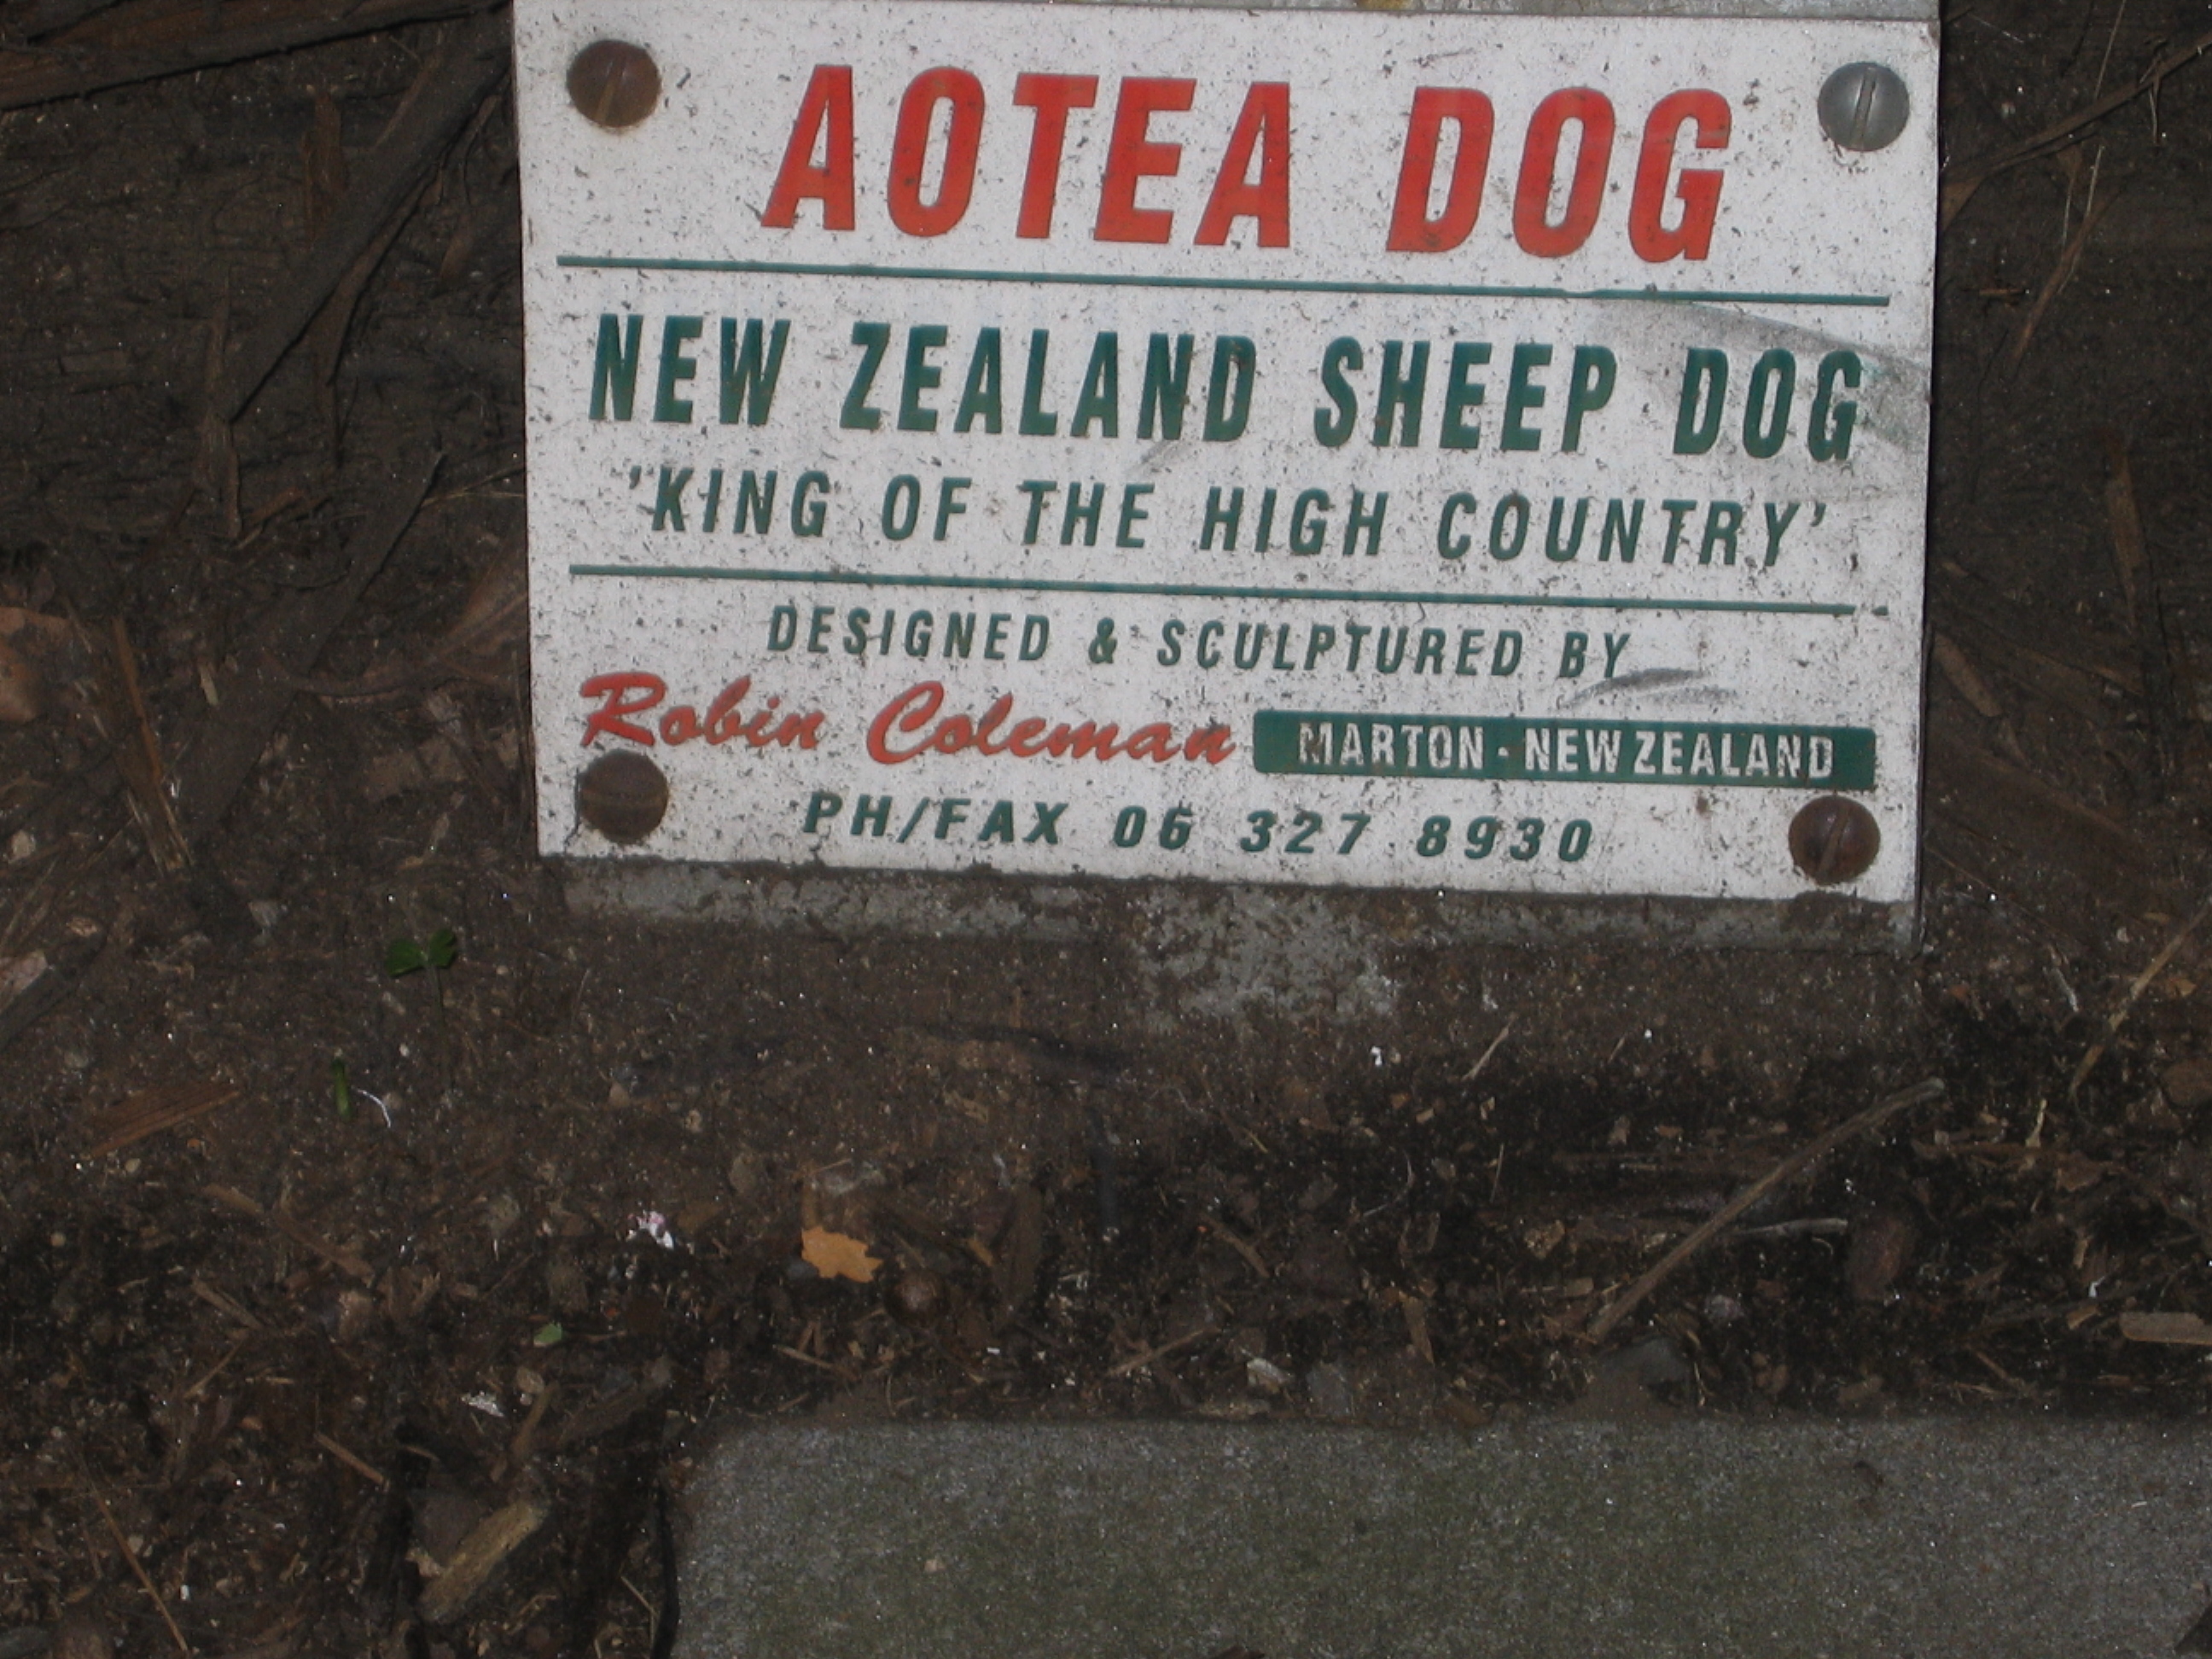 AOTEA DOG
NEW ZEALAND SHEEP DOG
'KING OF THE HIGH COUNTRY'
DESIGNED & SCULPTURED BY
Robin Coleman MARTON - NEW ZEALAND
PH/FAX 06 327 8930